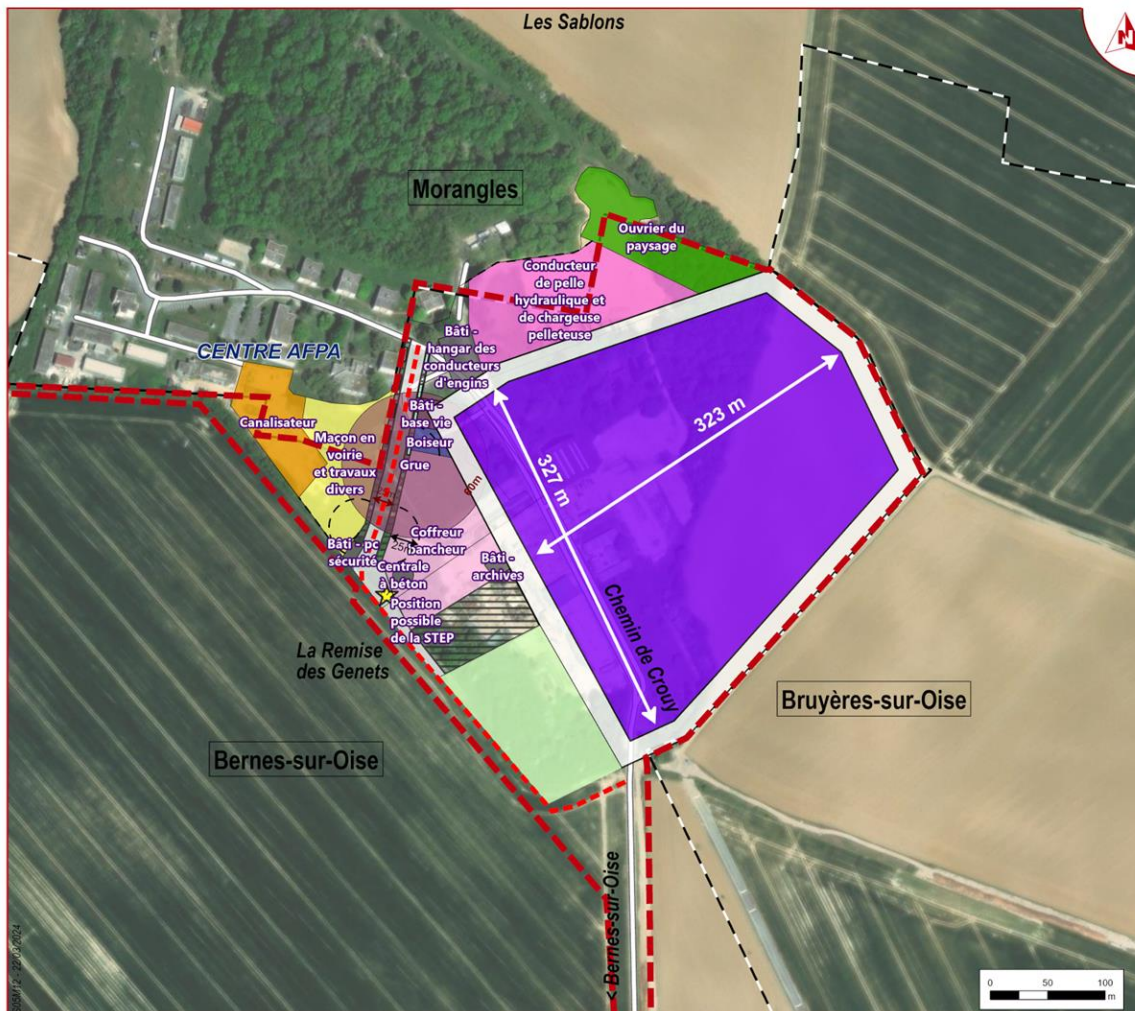 Les Sablons
N
Morangles
Ouvrier du
paysage
Conducteur
de pelle
hydraulique et
de chargeuse
pelleteuse
Bâti -
hangar des
conducteurs
d'engins
CENTRE AFPA
Canalisateur
Bâti -
base vie
Boiseur
Maçon en
voirie
et travaux
divers
Grue
60m
323 m
327 m
Coffreur
bancheur
25m
Bâti - pc
sécurité
Centrale
à béton
Bâti -
archives
Position
possible
de la STEP
Chemin de Crouy
La Remise
des Genets
Bruyères-sur-Oise
Bernes-sur-Oise
< Bernes-sur-Oise
0 50 100
m